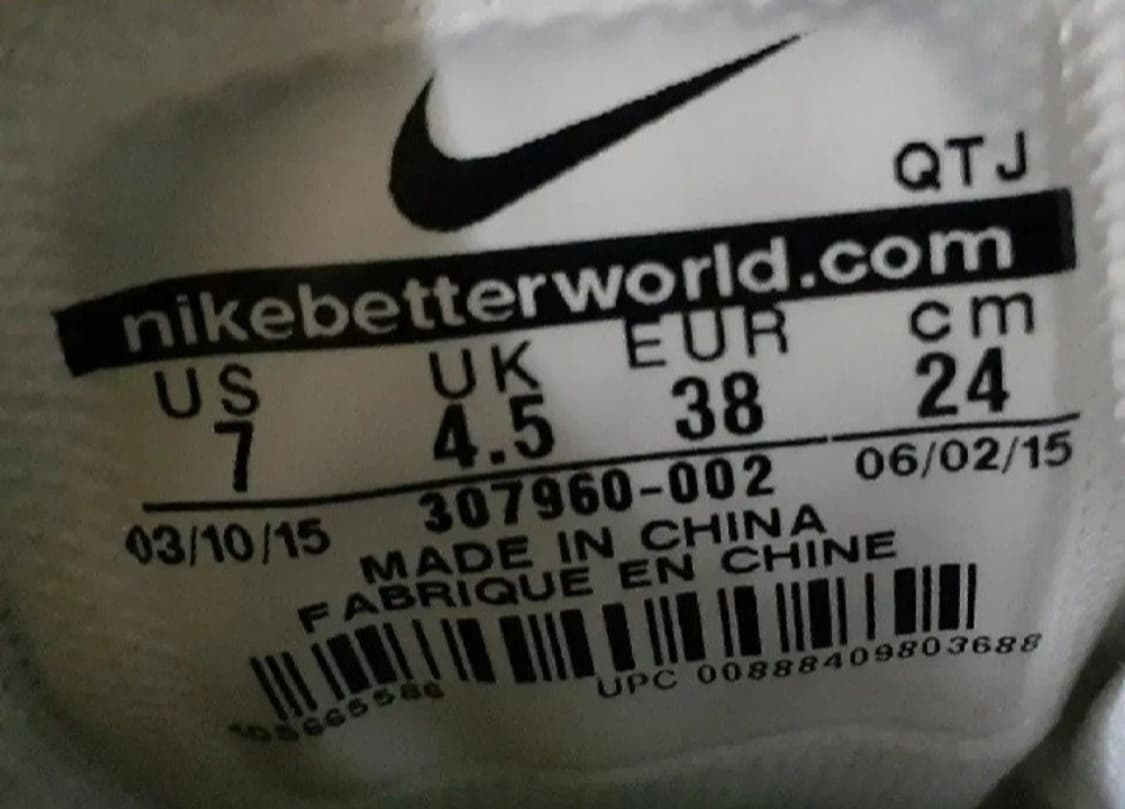 QTJ
nikebetterworld.com
US UK EUR cm
7 4.5 38 24
03/10/15 307960-002 06/02/15
MADE IN CHINA
FABRIQUE EN CHINE
UPC 00888409803688